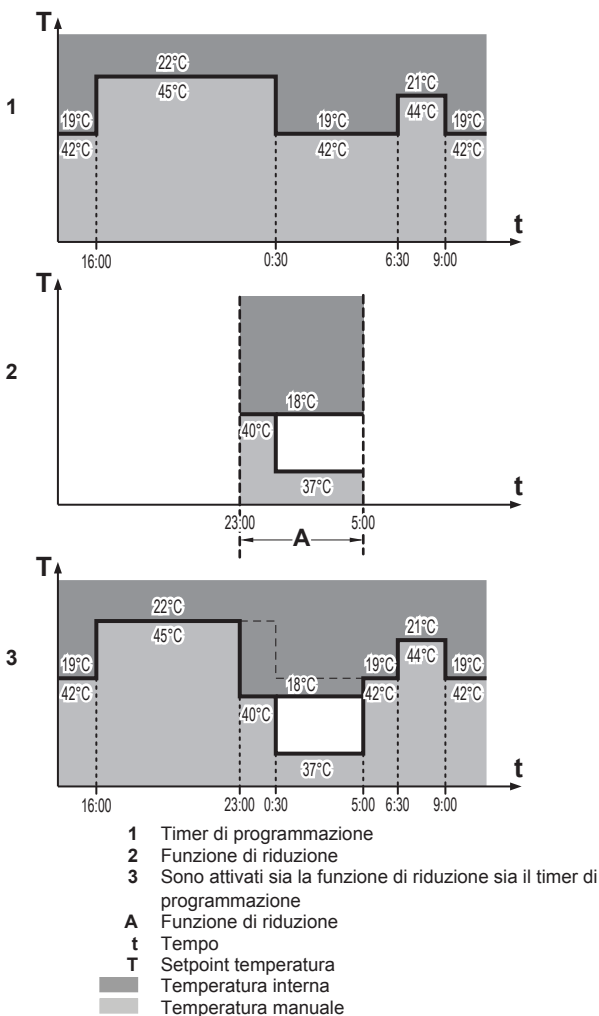 T
22°C
45°C
21°C
44°C
1
19°C
19°C
19°C
42°C
42°C
42°C
t
16:00
0:30
6:30
9:00
T
2
18°C
40°C
37°C
t
23:00
5:00
A
T
22°C
45°C
21°C
3
19°C
19°C
44°C
19°C
42°C
18°C
42°C
42°C
40°C
37°C
t
16:00
23:00
0:30
5:00
6:30
9:00
1 Timer di programmazione
2 Funzione di riduzione
3 Sono attivati sia la funzione di riduzione sia il timer di
programmazione
A Funzione di riduzione
t Tempo
T Setpoint temperatura
Temperatura interna
Temperatura manuale